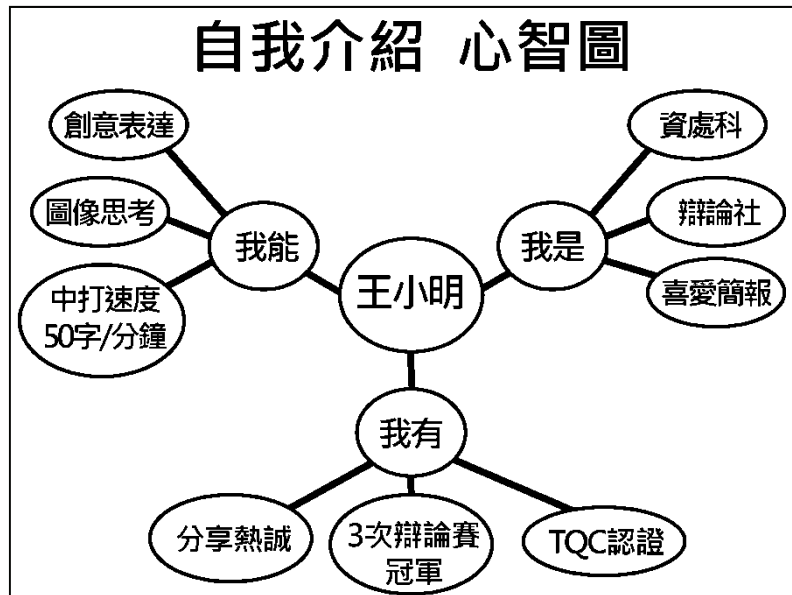 自我介紹 心智圖
創意表達
圖像思考
中打速度
50字/分鐘
我能
王小明
我是
資處科
辯論社
喜愛簡報
我有
分享熱誠
3次辯論賽
冠軍
TQC認證